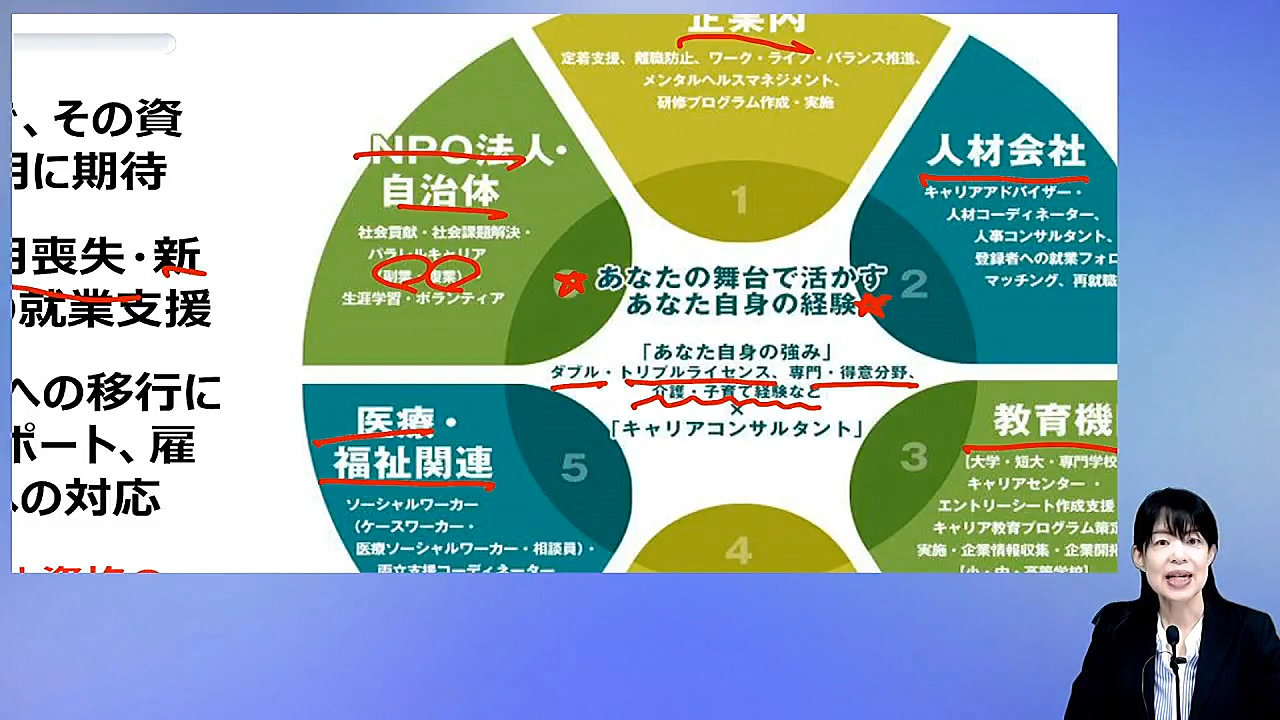 、その資
に期待
喪失・新
就業支援
への移行に
ポート、雇
の対応
企業内
定着支援、離職防止、ワーク・ライフ・バランス推進、
メンタルヘルスマネジメント、
研修プログラム作成・実施
1
NPO法人・
自治体
社会貢献・社会課題解決・
パラレルキャリア
(副業・複業)
生涯学習・ボランティア
人材会社
キャリアアドバイザー・
人材コーディネーター、
人事コンサルタント、
登録者への就業フォロ
マッチング、再就職
2
あなたの舞台で活かす
あなた自身の経験
「あなた自身の強み」
ダブル・トリプルライセンス、専門・得意分野、
介護・子育て経験など
×
「キャリアコンサルタント」
医療・
福祉関連
ソーシャルワーカー
(ケースワーカー・
医療ソーシャルワーカー・相談員)・
両立支援コーディネーター
5
教育機
[大学・短大・専門学校
キャリアセンター ・
エントリーシート作成支援
キャリア教育プログラム策定
実施・企業情報収集・企業開拓
[小・中・高等学校]
3
4